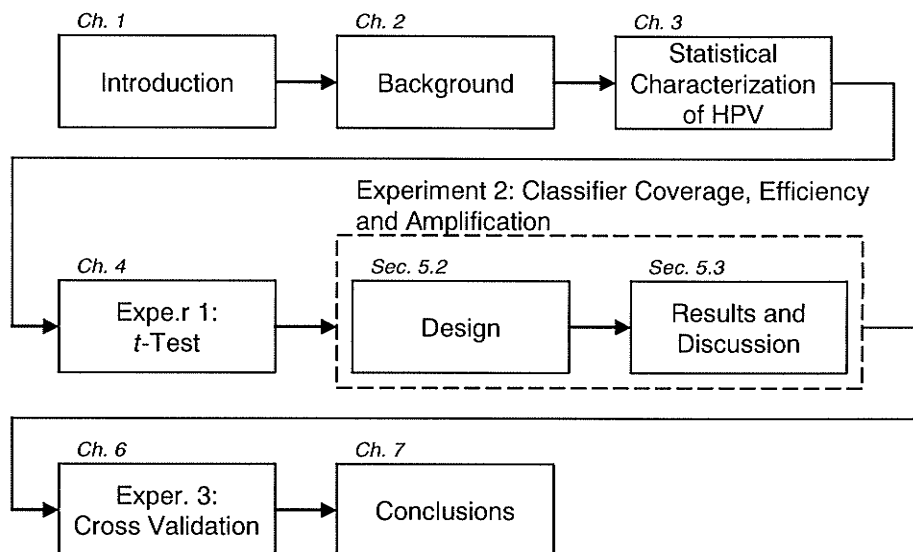 Ch. 1
Introduction
Ch. 2
Background
Ch. 3
Statistical
Characterization
of HPV
Experiment 2: Classifier Coverage, Efficiency
and Amplification
Ch. 4
Expe.r 1:
t-Test
Sec. 5.2
Design
Sec. 5.3
Results and
Discussion
Ch. 6
Exper. 3:
Cross Validation
Ch. 7
Conclusions